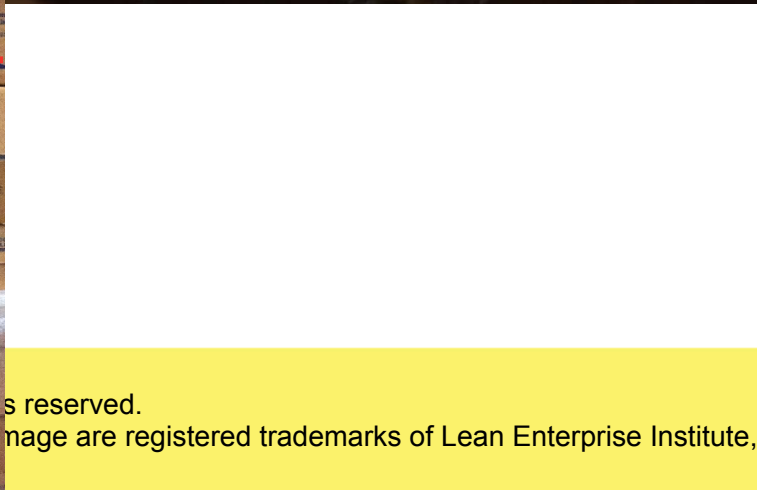 s reserved.
mage are registered trademarks of Lean Enterprise Institute,